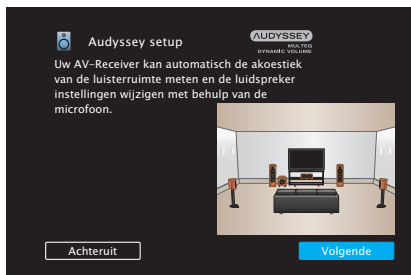 Audyssey setup
AUDYSSEY
MULTEQ
DYNAMIC VOLUME
Uw AV-Receiver kan automatisch de akoestiek
van de luisterruimte meten en de luidspreker
instellingen wijzigen met behulp van de
microfoon.
Achteruit
Volgende